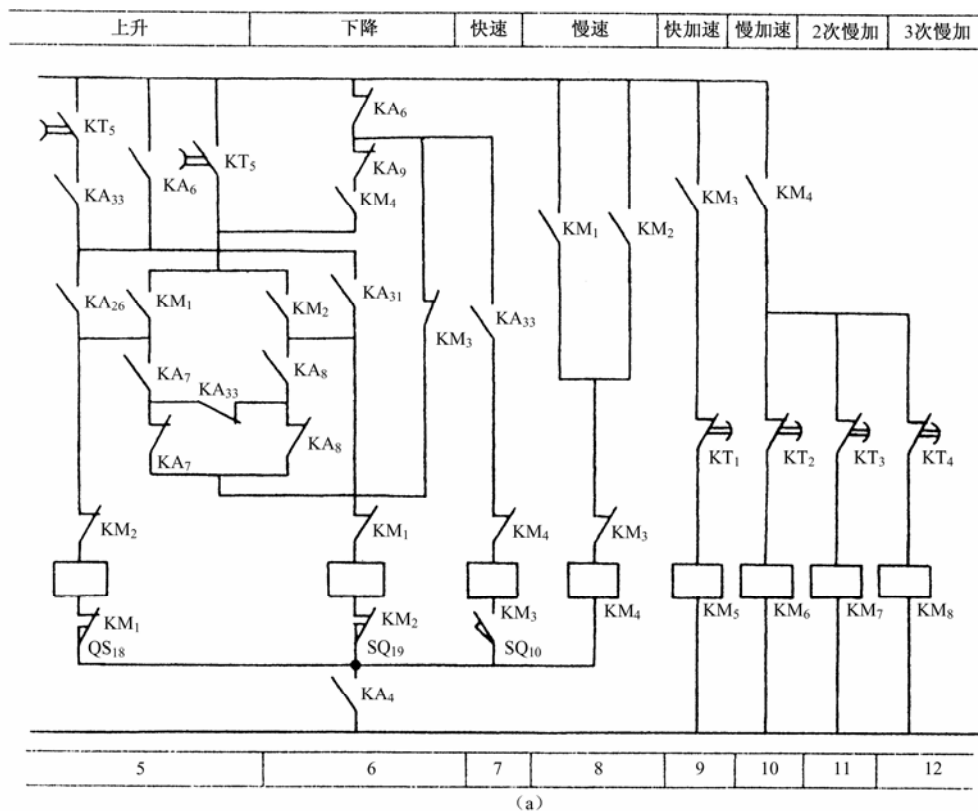 上升 下降 快速 慢速 快加速 慢加速 2次慢加 3次慢加
KA₆
KT₅
KA₉
KT₅
KA₃₃ KA₆ KM₄ KM₃ KM₄
KM₁ KM₂
KA₂₆ KM₁ KM₂ KA₃₁
KM₃ KA₃₃
KA₇ KA₈
KA₃₃
KA₇ KA₈ KT₁ KT₂ KT₃ KT₄
KM₂ KM₁ KM₄ KM₃
KM₁ KM₂ KM₃ KM₄ KM₅ KM₆ KM₇ KM₈
QS₁₈ SQ₁₉ SQ₁₀
KA₄
5 6 7 8 9 10 11 12
（a）